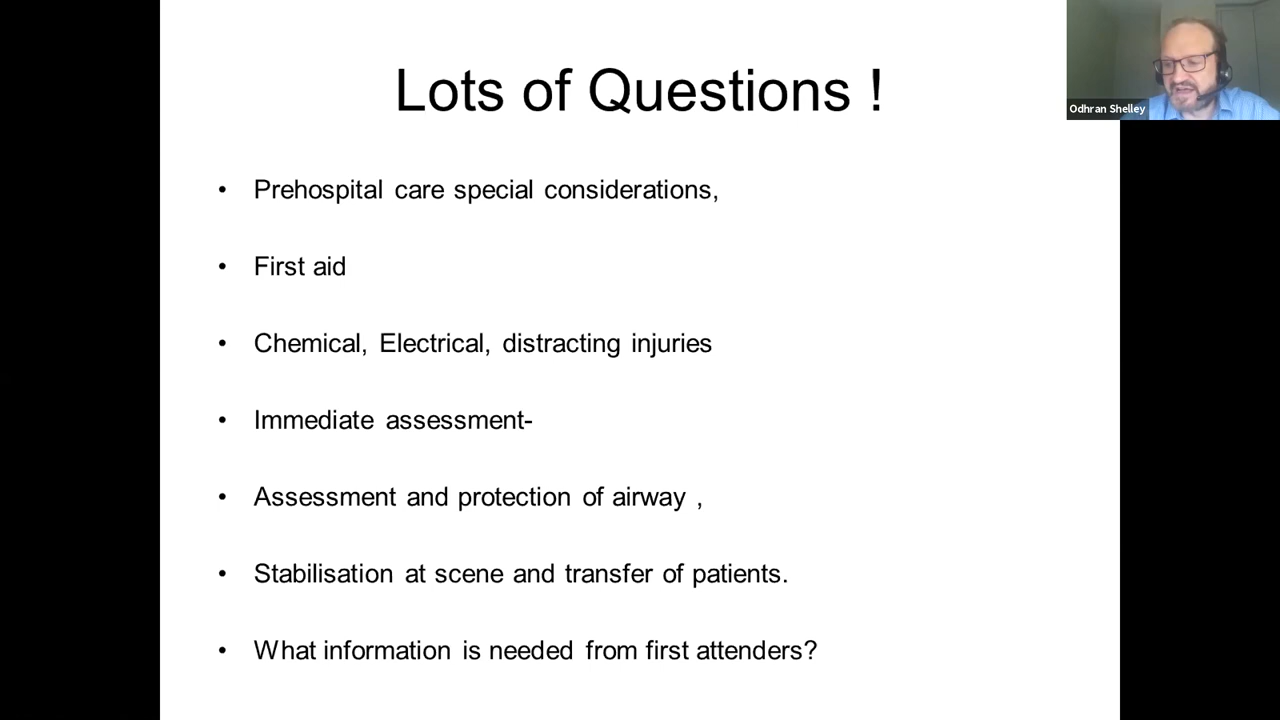 Lots of Questions !
Odhran Shelley
• Prehospital care special considerations,
• First aid
• Chemical, Electrical, distracting injuries
• Immediate assessment-
• Assessment and protection of airway ,
• Stabilisation at scene and transfer of patients.
• What information is needed from first attenders?